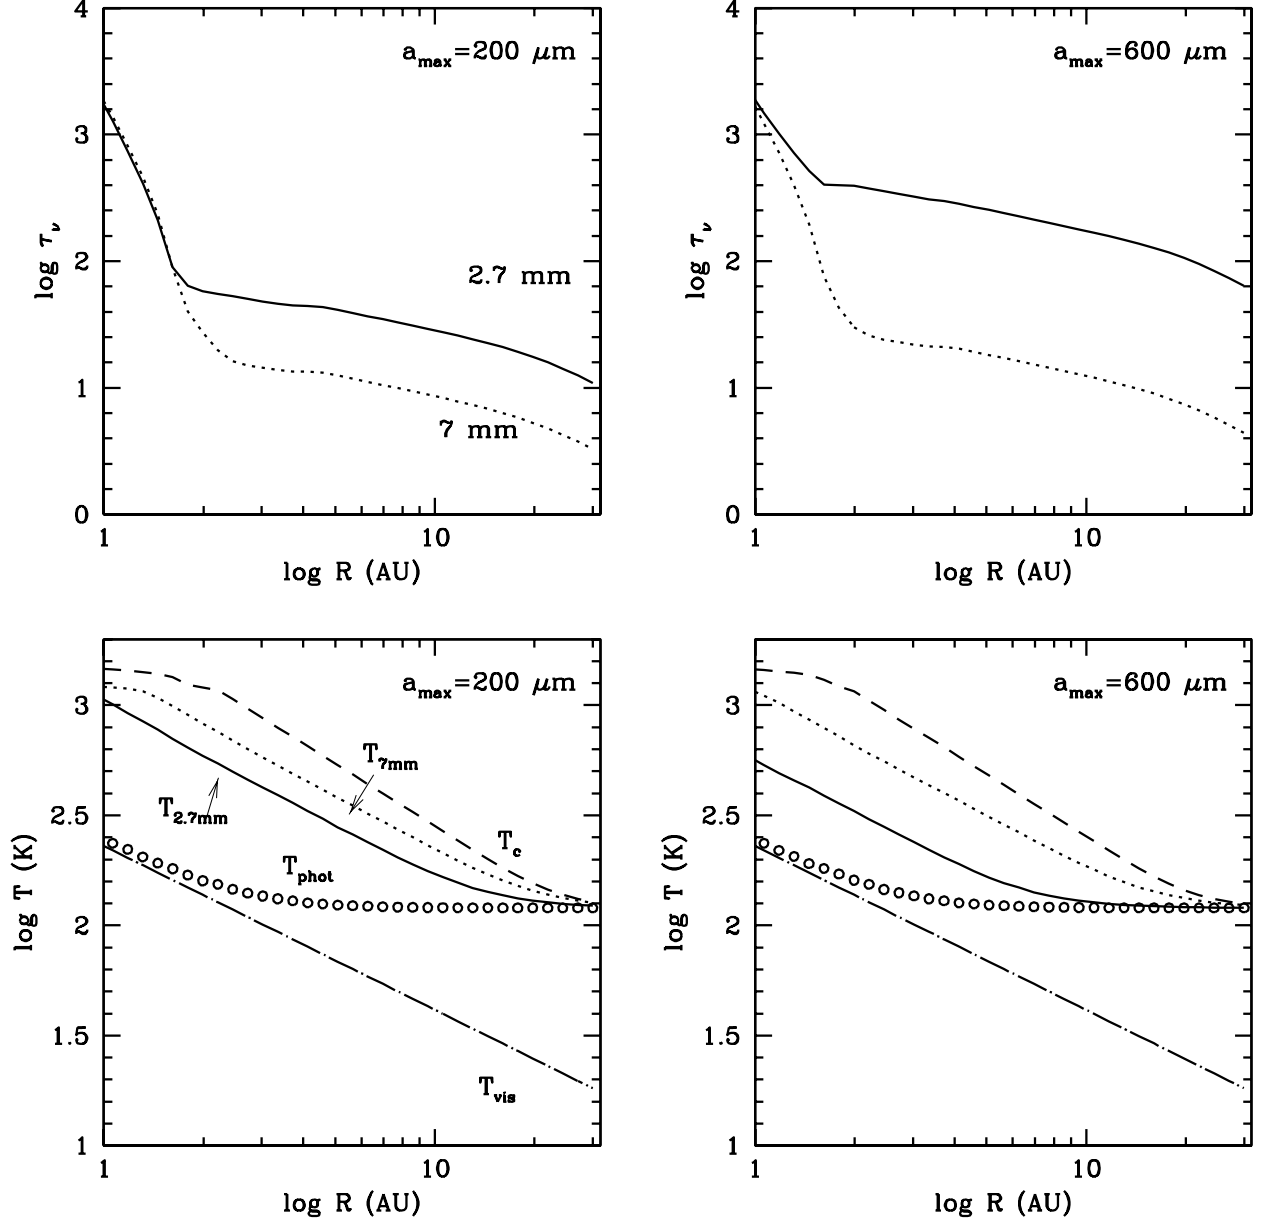 4
a_max=200 μm
3
log τ_ν
2
2.7 mm
1
7 mm
0
1
10
log R (AU)
4
a_max=600 μm
3
log τ_ν
2
1
0
1
10
log R (AU)
a_max=200 μm
3
T_7mm
2.5
T_2.7mm
T_c
log T (K)
T_phot
2
1.5
T_vis
1
1
10
log R (AU)
a_max=600 μm
3
2.5
log T (K)
2
1.5
1
1
10
log R (AU)